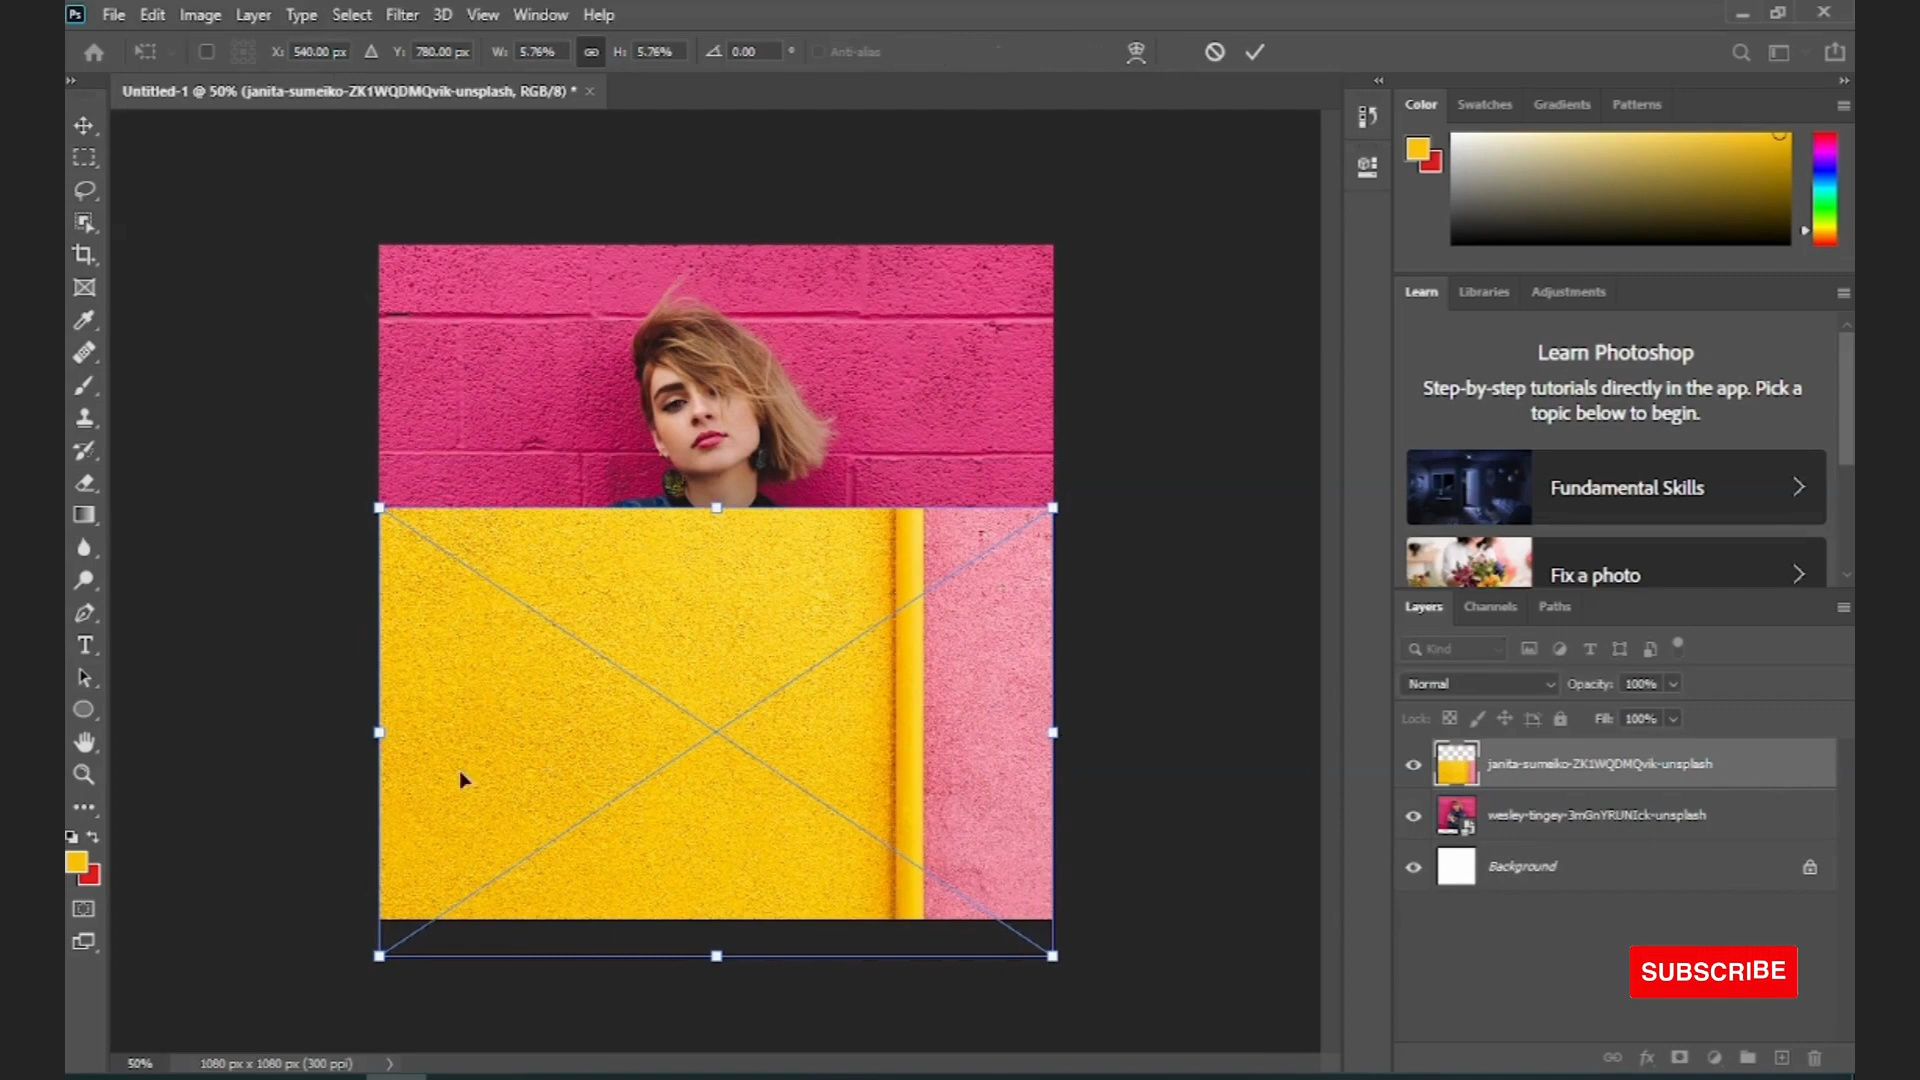 Ps File Edit Image Layer Select Filter 3D View Window Help
X: 540.00 px Y: 780.00 px W: 5.76% H: 5.76% 0.00 ° Anti-alias
Untitled-1 @ 50% (janita-sumeiko-ZK1WQDMQvik-unsplash, RGB/8) *
Color Swatches Gradients Patterns
Learn Libraries Adjustments
Learn Photoshop
Step-by-step tutorials directly in the app. Pick a
topic below to begin.
Fundamental Skills
Fix a photo
Layers Channels Paths
Kind
Normal Opacity: 100%
Lock: Fill: 100%
janita-sumeiko-ZK1WQDMQvik-unsplash
wesley-tingey-3mGnYRUNIck-unsplash
Background
SUBSCRIBE
50% 1080 px x 1080 px (300 ppi)